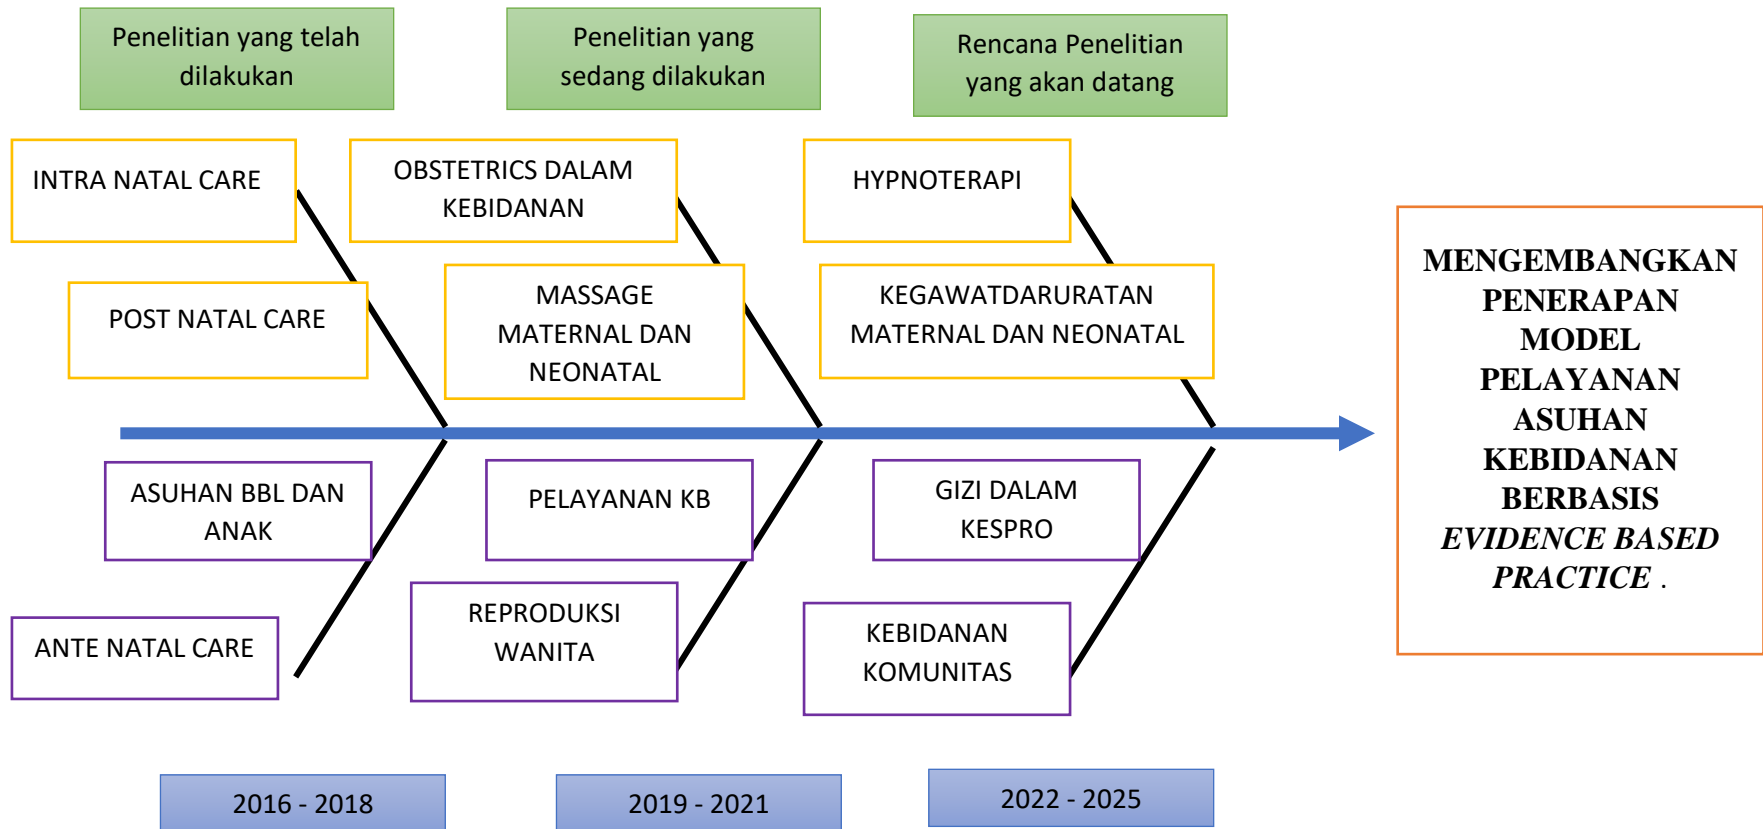 Penelitian yang telah
dilakukan
Penelitian yang
sedang dilakukan
Rencana Penelitian
yang akan datang
INTRA NATAL CARE
OBSTETRICS DALAM
KEBIDANAN
HYPNOTERAPI
POST NATAL CARE
MASSAGE
MATERNAL DAN
NEONATAL
KEGAWATDARURATAN
MATERNAL DAN NEONATAL
MENGEMBANGKAN
PENERAPAN
MODEL
PELAYANAN
ASUHAN
KEBIDANAN
BERBASIS
EVIDENCE BASED
PRACTICE .
ASUHAN BBL DAN
ANAK
PELAYANAN KB
GIZI DALAM
KESPRO
ANTE NATAL CARE
REPRODUKSI
WANITA
KEBIDANAN
KOMUNITAS
2016 - 2018
2019 - 2021
2022 - 2025